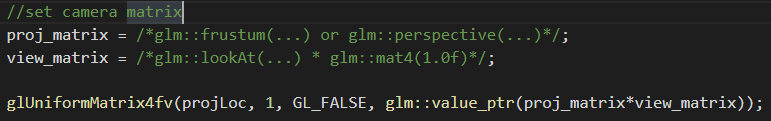 //set camera matrix
proj_matrix = /*glm::frustum(...) or glm::perspective(...)*/;
view_matrix = /*glm::lookAt(...) * glm::mat4(1.0f)*/;
glUniformMatrix4fv(projLoc, 1, GL_FALSE, glm::value_ptr(proj_matrix*view_matrix));